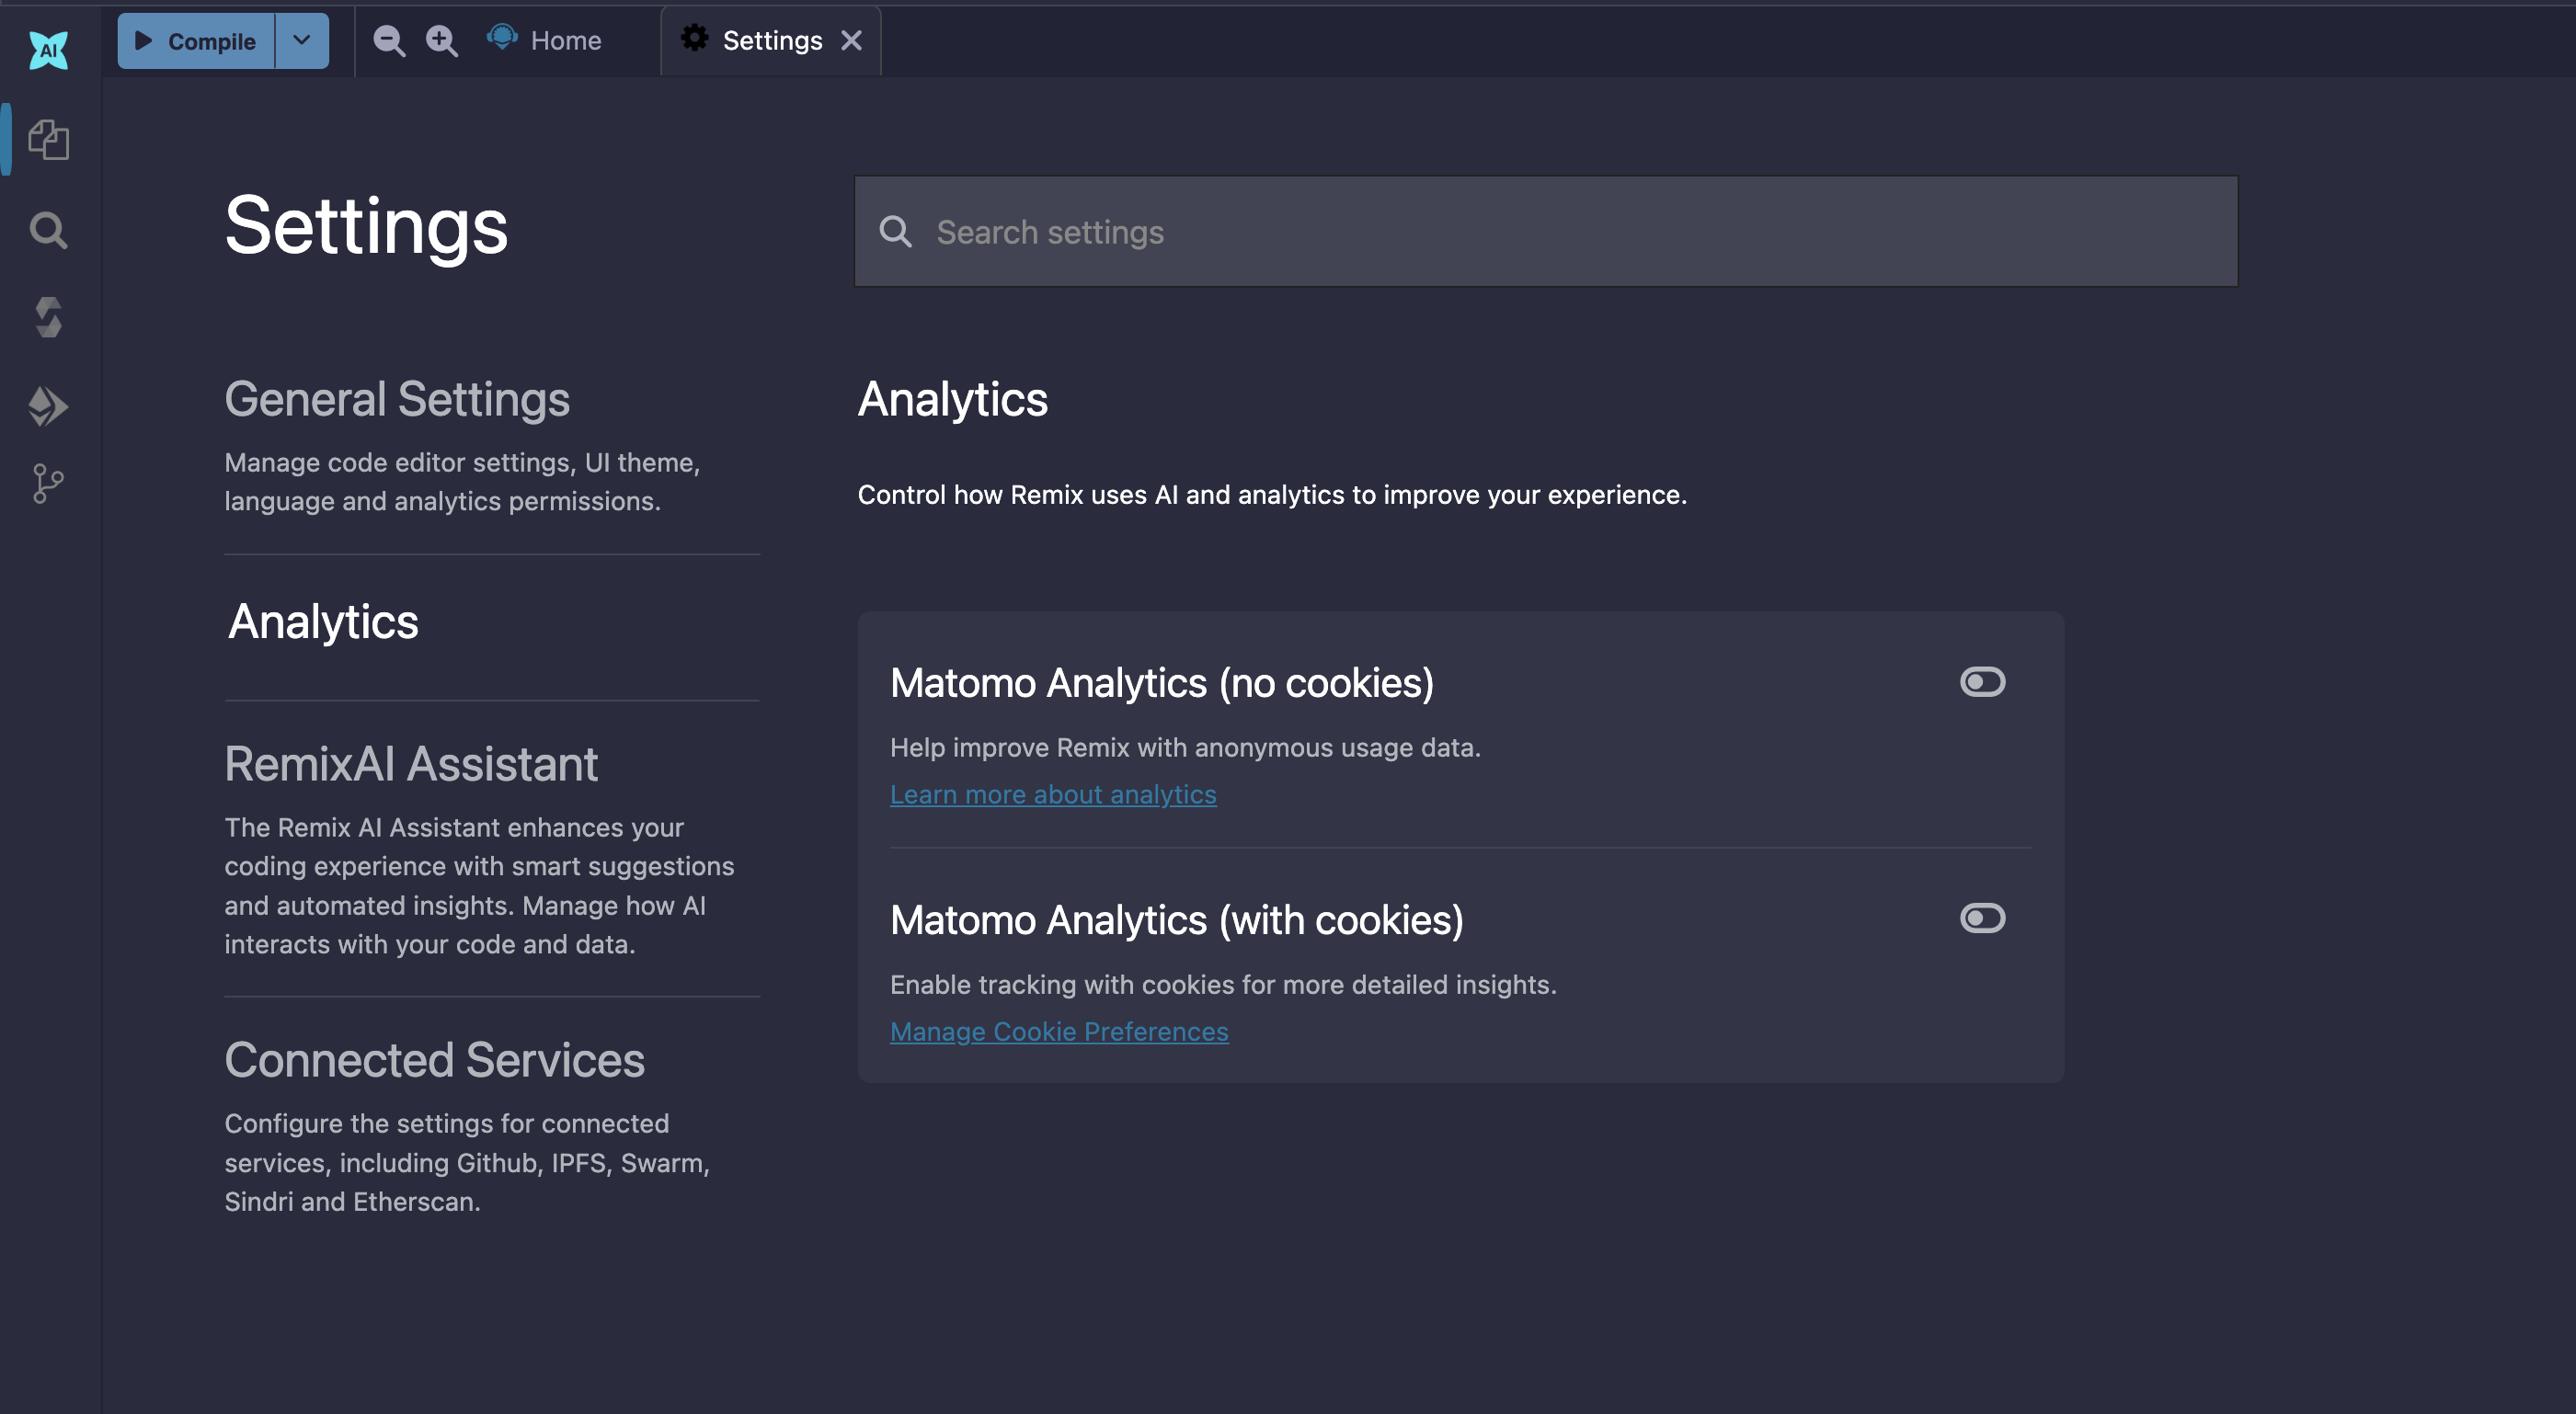 AI
Compile
Home
Settings
Settings
Search settings
General Settings
Manage code editor settings, UI theme,
language and analytics permissions.
Analytics
RemixAI Assistant
The Remix AI Assistant enhances your
coding experience with smart suggestions
and automated insights. Manage how AI
interacts with your code and data.
Connected Services
Configure the settings for connected
services, including Github, IPFS, Swarm,
Sindri and Etherscan.
Analytics
Control how Remix uses AI and analytics to improve your experience.
Matomo Analytics (no cookies)
Help improve Remix with anonymous usage data.
Learn more about analytics
Matomo Analytics (with cookies)
Enable tracking with cookies for more detailed insights.
Manage Cookie Preferences